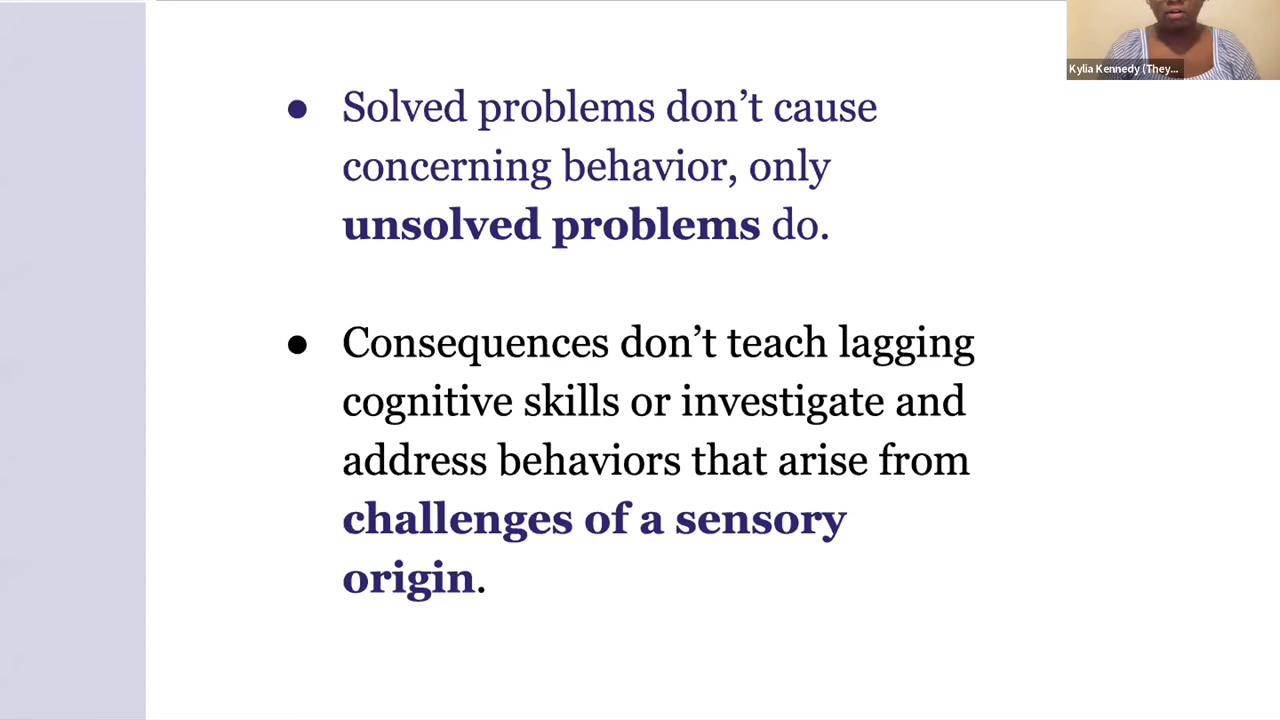 Kylia Kennedy (They...
● Solved problems don’t cause
concerning behavior, only
unsolved problems do.
● Consequences don’t teach lagging
cognitive skills or investigate and
address behaviors that arise from
challenges of a sensory
origin.